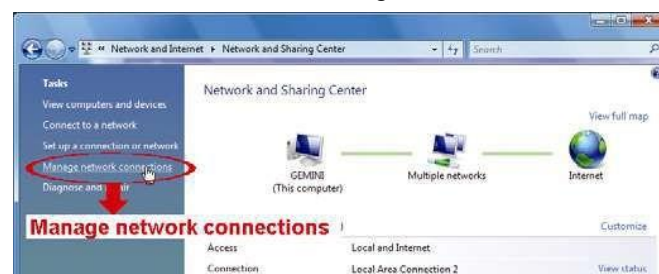 Network and Internet Network and Sharing Center
Search
Tasks
View computers and devices
Connect to a network
Set up a connection or network
Manage network connections
Diagnose and
Network and Sharing Center
View full map
GEMINI
(This computer)
Multiple networks
Internet
Manage network connections
Customize
Access Local and Internet
Connection Local Area Connection 2 View status